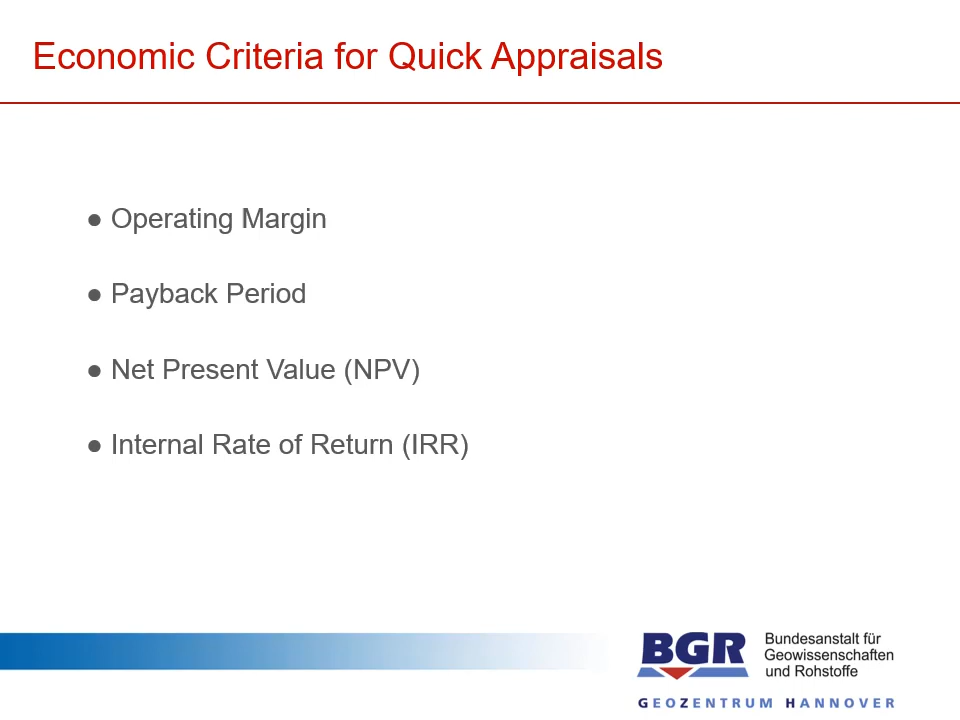 Economic Criteria for Quick Appraisals
● Operating Margin
● Payback Period
● Net Present Value (NPV)
● Internal Rate of Return (IRR)
BGR
Bundesanstalt für
Geowissenschaften
und Rohstoffe
GEOZENTRUM HANNOVER